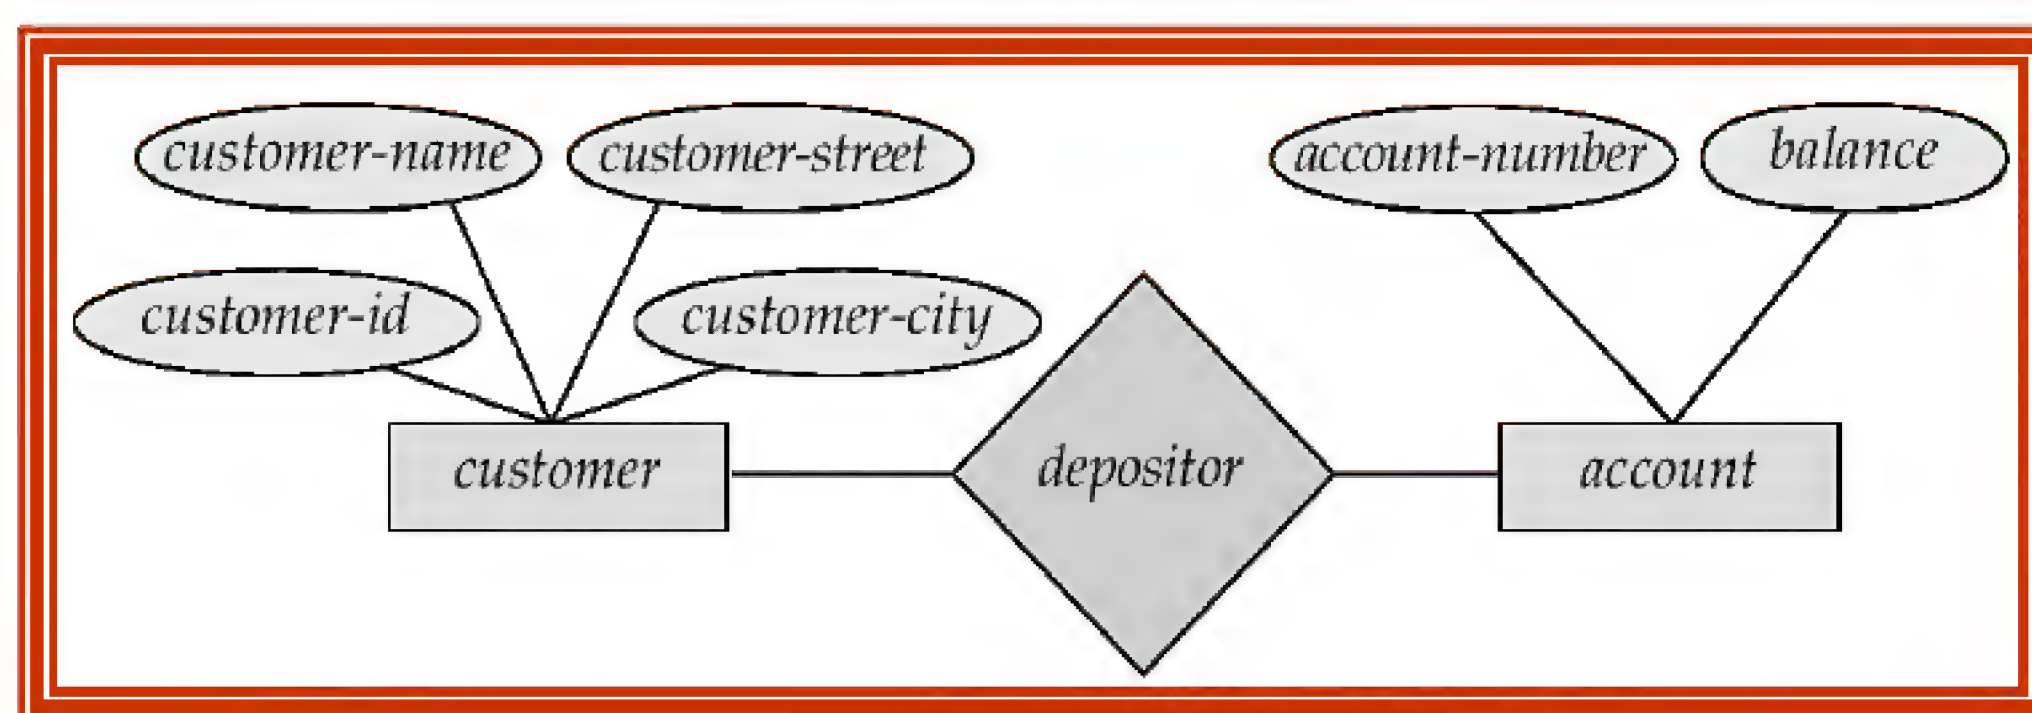 customer-name
customer-street
account-number
balance
customer-id
customer-city
customer
depositor
account